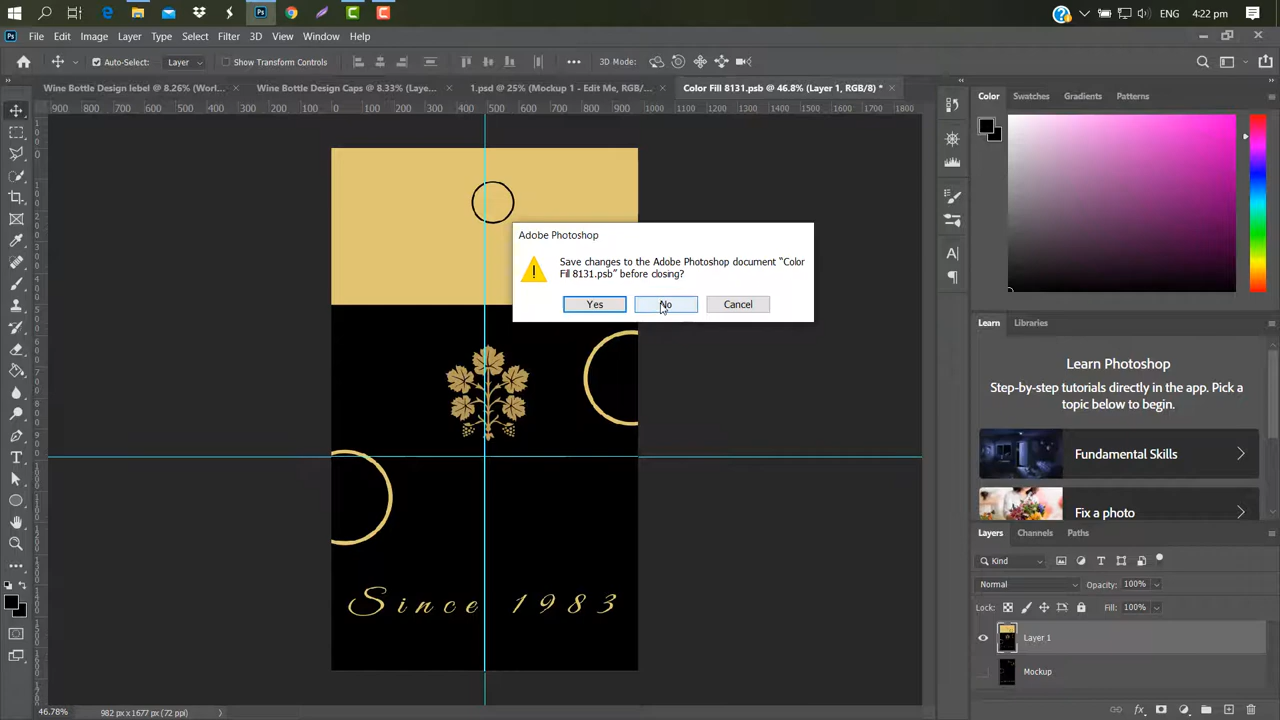 ENG 4:22 pm
File Edit Image Layer Type Select Filter 3D View Window Help
Auto-Select: Layer Show Transform Controls 3D Mode:
Wine Bottle Design lebel @ 8.26% (Worl... × Wine Bottle Design Caps @ 8.33% (Laye... × 1.psd @ 25% (Mockup 1 - Edit Me, RGB/... × Color Fill 8131.psb @ 46.8% (Layer 1, RGB/8) * ×
900 800 700 600 500 400 300 200 100 0 100 200 300 400 500 600 700 800 900 1000 1100 1200 1300 1400 1500 1600 1700 1800
Color Swatches Gradients Patterns
Adobe Photoshop
Save changes to the Adobe Photoshop document “Color
Fill 8131.psb” before closing?
Yes No Cancel
Learn Libraries
Learn Photoshop
Step-by-step tutorials directly in the app. Pick a
topic below to begin.
Fundamental Skills
Fix a photo
Layers Channels Paths
Kind
Normal Opacity: 100%
Lock: Fill: 100%
Layer 1
Mockup
Since 1983
46.78% 982 px x 1677 px (72 ppi)